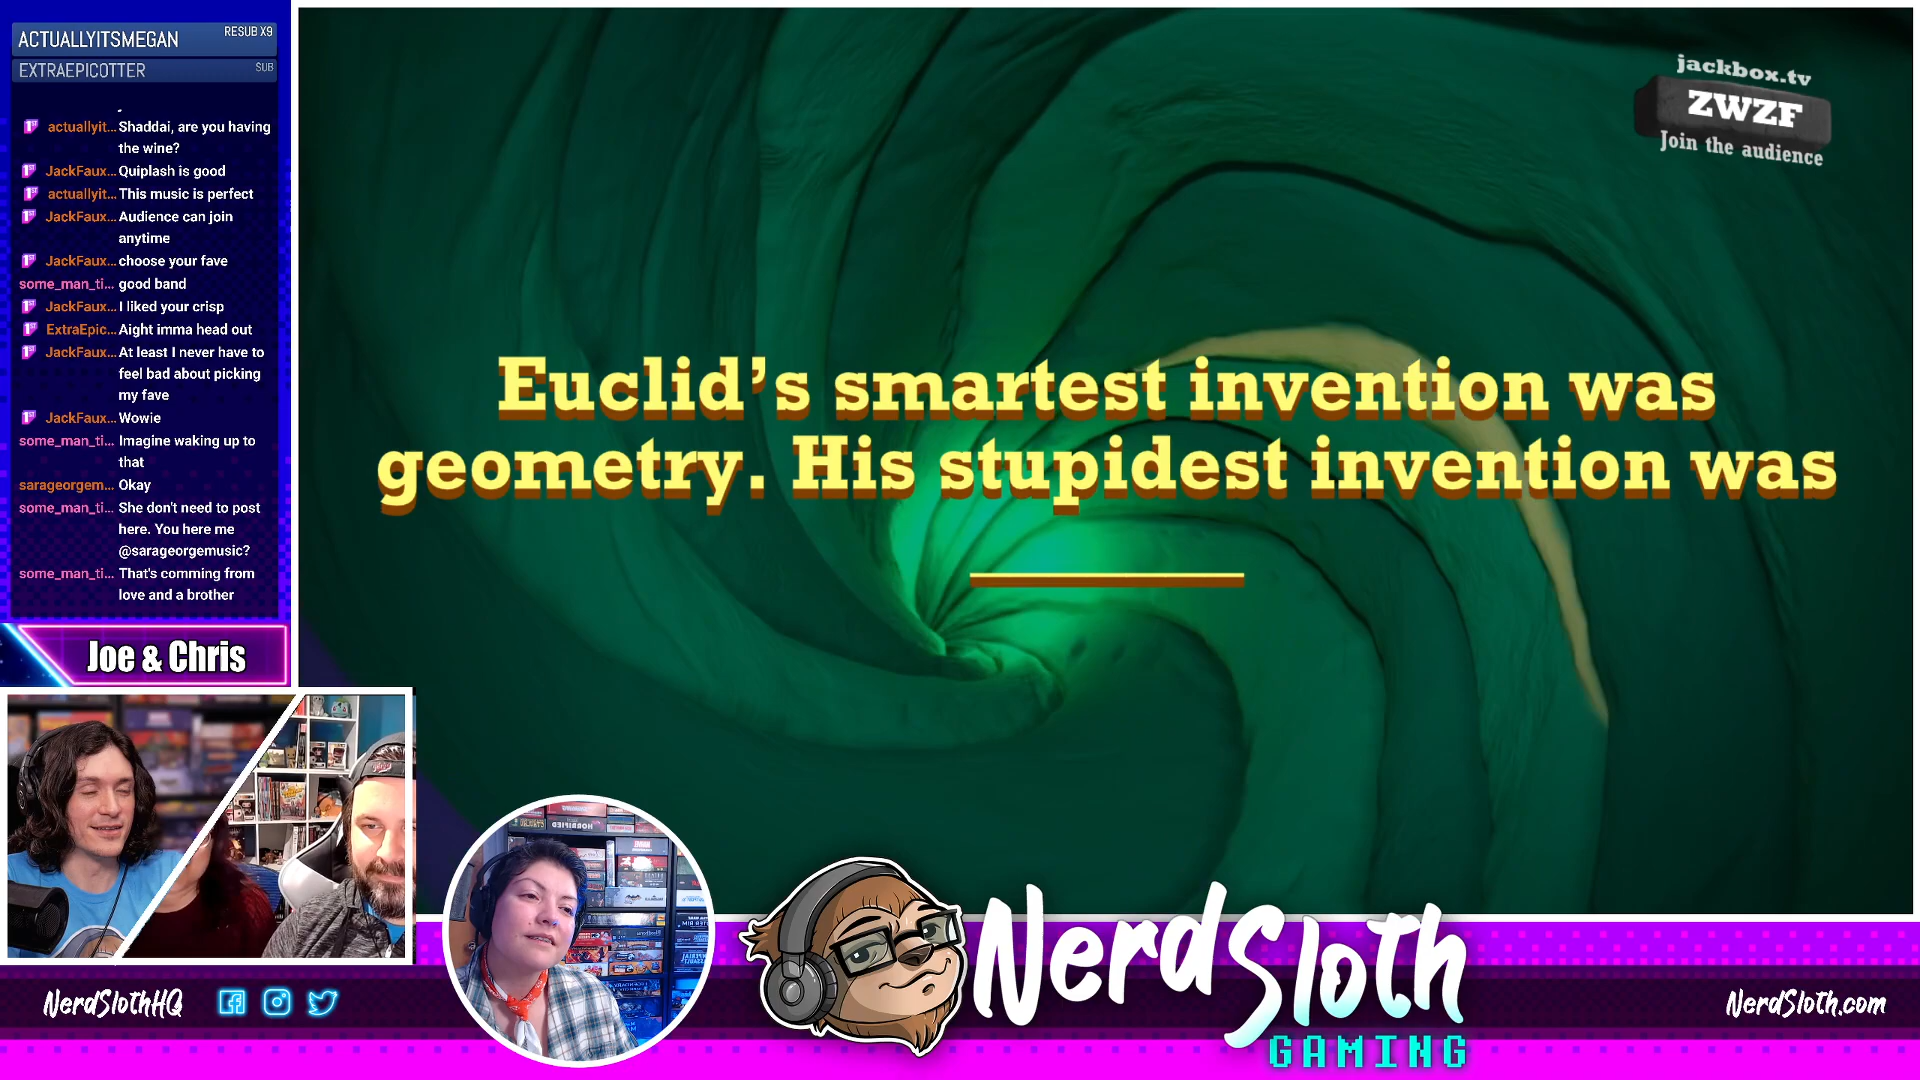 ACTUALLYITSMEGAN RESUB X9
EXTRAEPICOTTER SUB
actuallyit... Shaddai, are you having
the wine?
JackFaux... Quiplash is good
actuallyit... This music is perfect
JackFaux... Audience can join
anytime
JackFaux... choose your fave
some_man_ti... good band
JackFaux... I liked your crisp
ExtraEpic... Aight imma head out
JackFaux... At least I never have to
feel bad about picking
my fave
JackFaux... Wowie
some_man_ti... Imagine waking up to
that
sarageorgem... Okay
some_man_ti... She don't need to post
here. You here me
@sarageorgemusic?
some_man_ti... That's comming from
love and a brother
Joe & Chris
jackbox.tv
ZWZF
Join the audience
Euclid's smartest invention was
geometry. His stupidest invention was
NerdSlothHQ
NerdSloth
GAMING
NerdSloth.com